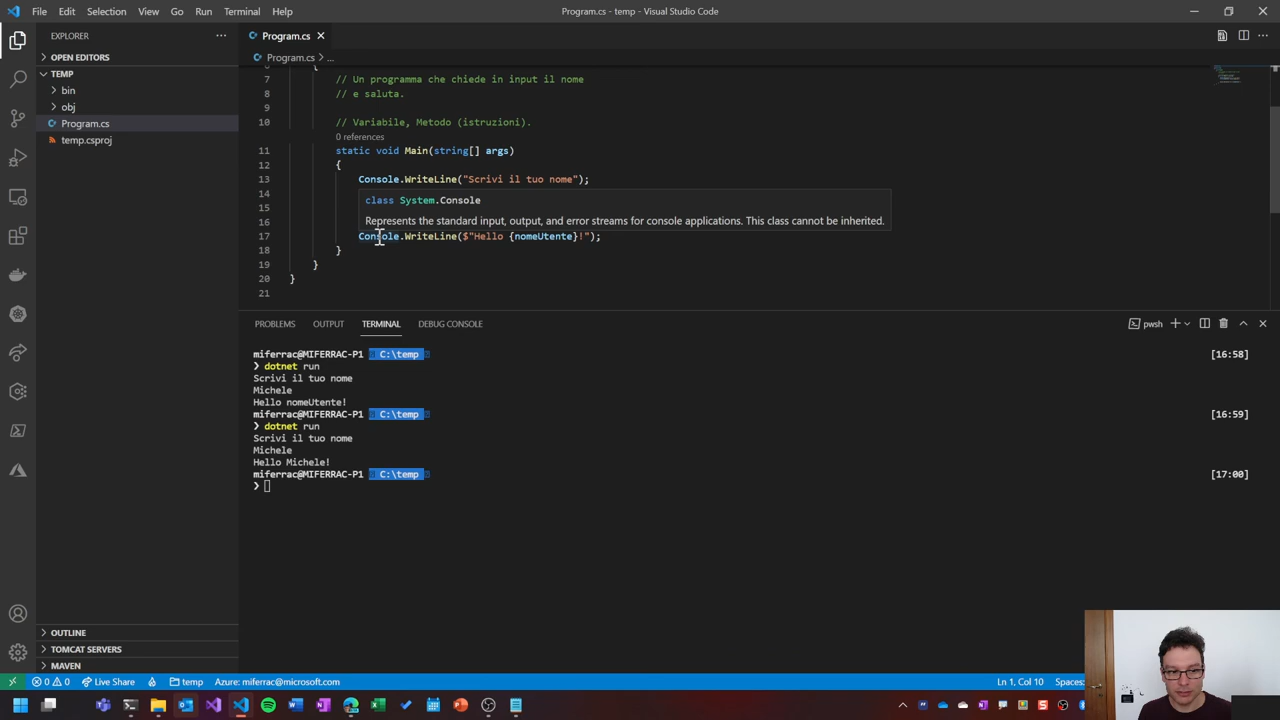 File Edit Selection View Go Run Terminal Help
Program.cs - temp - Visual Studio Code
EXPLORER
OPEN EDITORS
TEMP
bin
obj
Program.cs
temp.csproj
OUTLINE
TOMCAT SERVERS
MAVEN
Program.cs
Program.cs > ...
7 // Un programma che chiede in input il nome
8 // e saluta.
9
10 // Variabile, Metodo (istruzioni).
0 references
11 static void Main(string[] args)
12 {
13 Console.WriteLine("Scrivi il tuo nome");
14
15
16
class System.Console
Represents the standard input, output, and error streams for console applications. This class cannot be inherited.
17 Console.WriteLine($"Hello {nomeUtente}!");
18 }
19 }
20 }
21
PROBLEMS OUTPUT TERMINAL DEBUG CONSOLE
pwsh
miferrac@MIFERRAC-P1 C:\temp [16:58]
❯ dotnet run
Scrivi il tuo nome
Michele
Hello nomeUtente!
miferrac@MIFERRAC-P1 C:\temp [16:59]
❯ dotnet run
Scrivi il tuo nome
Michele
Hello Michele!
miferrac@MIFERRAC-P1 C:\temp [17:00]
❯
0 0 Live Share temp Azure: miferrac@microsoft.com
Ln 1, Col 10 Spaces: